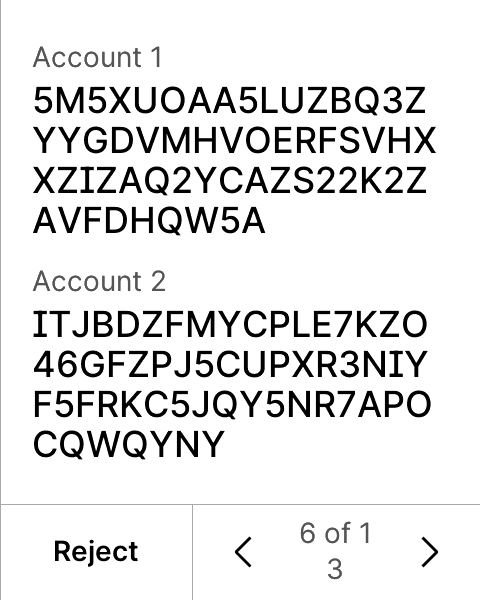 Account 1
5M5XUOAA5LUZBQ3Z
YYGDVMHVOERFSVHX
XZIZAQ2YCAZS22K2Z
AVFDHQW5A
Account 2
ITJBDZFMYCPLE7KZO
46GFZPJ5CUPXR3NIY
F5FRKC5JQY5NR7APO
CQWQYNY
Reject
6 of 1
3